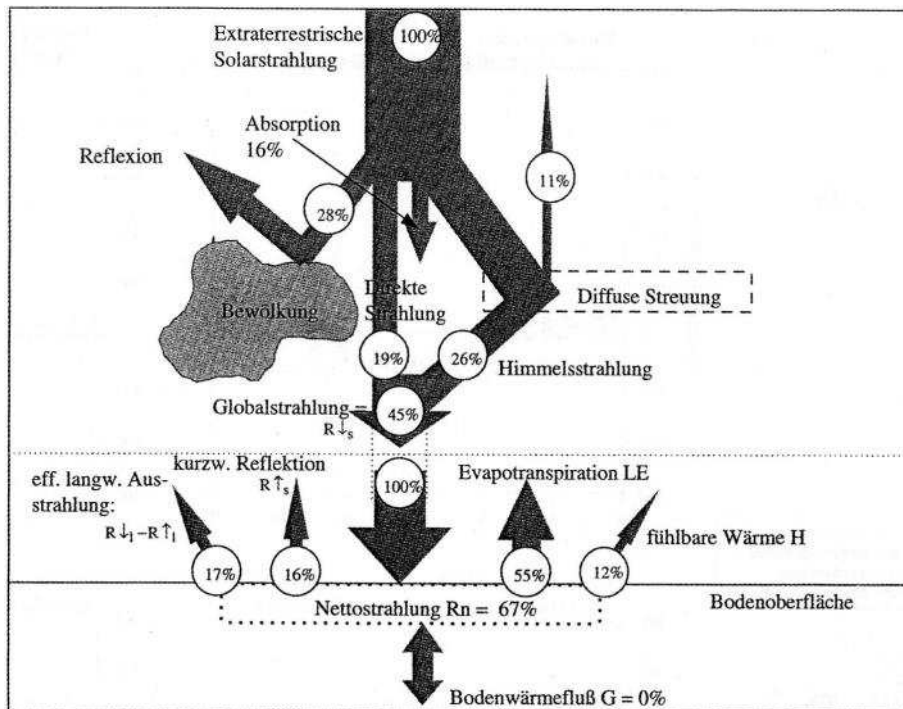 Extraterrestrische
Solarstrahlung
100%
Absorption
16%
Reflexion
28%
11%
Bewölkung
Direkte
Strahlung
Diffuse Streuung
19%
26%
Himmelsstrahlung
Globalstrahlung =
R↓s
45%
eff. langw. Aus-
strahlung:
R↓l − R↑l
kurzw. Reflektion
R↑s
100%
Evapotranspiration LE
fühlbare Wärme H
17%
16%
55%
12%
Nettostrahlung Rn = 67%
Bodenoberfläche
Bodenwärmefluß G = 0%